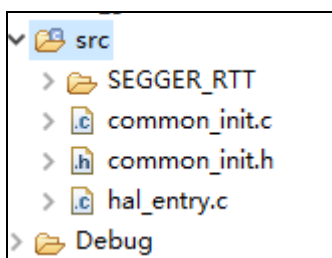 src
SEGGER_RTT
common_init.c
common_init.h
hal_entry.c
Debug